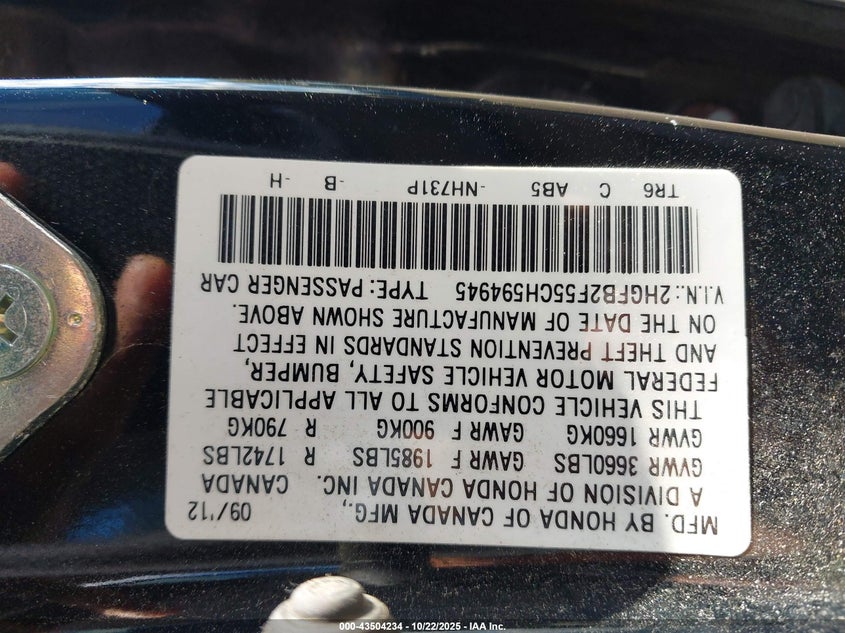 MFD. BY HONDA OF CANADA MFG., 09/'12
A DIVISION OF HONDA CANADA INC. CANADA
GVWR 3660LBS GAWR F 1985LBS R 1742LBS
GVWR 1660KG GAWR F 900KG R 790KG
THIS VEHICLE CONFORMS TO ALL APPLICABLE
FEDERAL MOTOR VEHICLE SAFETY, BUMPER,
AND THEFT PREVENTION STANDARDS IN EFFECT
ON THE DATE OF MANUFACTURE SHOWN ABOVE.
V.I.N.: 2HGFB2F55CH594945 TYPE: PASSENGER CAR
TR6 C AB5 -NH731P -B -H
000-43504234 - 10/22/2025 - IAA Inc.